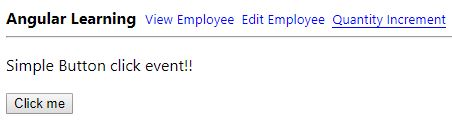 Angular Learning View Employee Edit Employee Quantity Increment
Simple Button click event!!
Click me